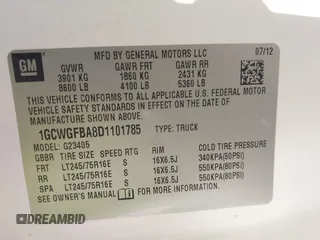 GM
MFD BY GENERAL MOTORS LLC 07/12
GVWR GAWR FRT GAWR RR
3901 KG 1860 KG 2431 KG
8600 LB 4100 LB 5360 LB
THIS VEHICLE CONFORMS TO ALL APPLICABLE U.S. FEDERAL MOTOR
VEHICLE SAFETY STANDARDS IN EFFECT ON THE DATE OF
MANUFACTURE SHOWN ABOVE.
1GCWGFBA8D1101785 TYPE: TRUCK
MODEL: G23405
GBBR TIRE SIZE SPEED RTG RIM COLD TIRE PRESSURE
FRT LT245/75R16E S 16X6.5J 340KPA(50PSI)
RR LT245/75R16E S 16X6.5J 550KPA(80PSI)
SPA LT245/75R16E S 16X6.5J 550KPA(80PSI)
SEE OWNER'S MANUAL
AUTOBIDCAR